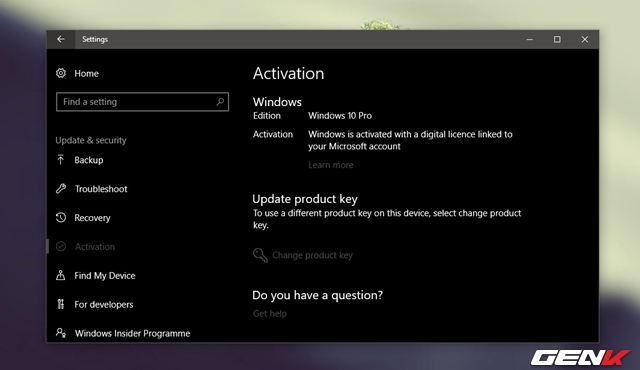 Settings
Home
Find a setting
Update & security
Backup
Troubleshoot
Recovery
Activation
Find My Device
For developers
Windows Insider Programme
Activation
Windows
Edition Windows 10 Pro
Activation Windows is activated with a digital licence linked to
your Microsoft account
Learn more
Update product key
To use a different product key on this device, select change product
key.
Change product key
Do you have a question?
Get help
GENK